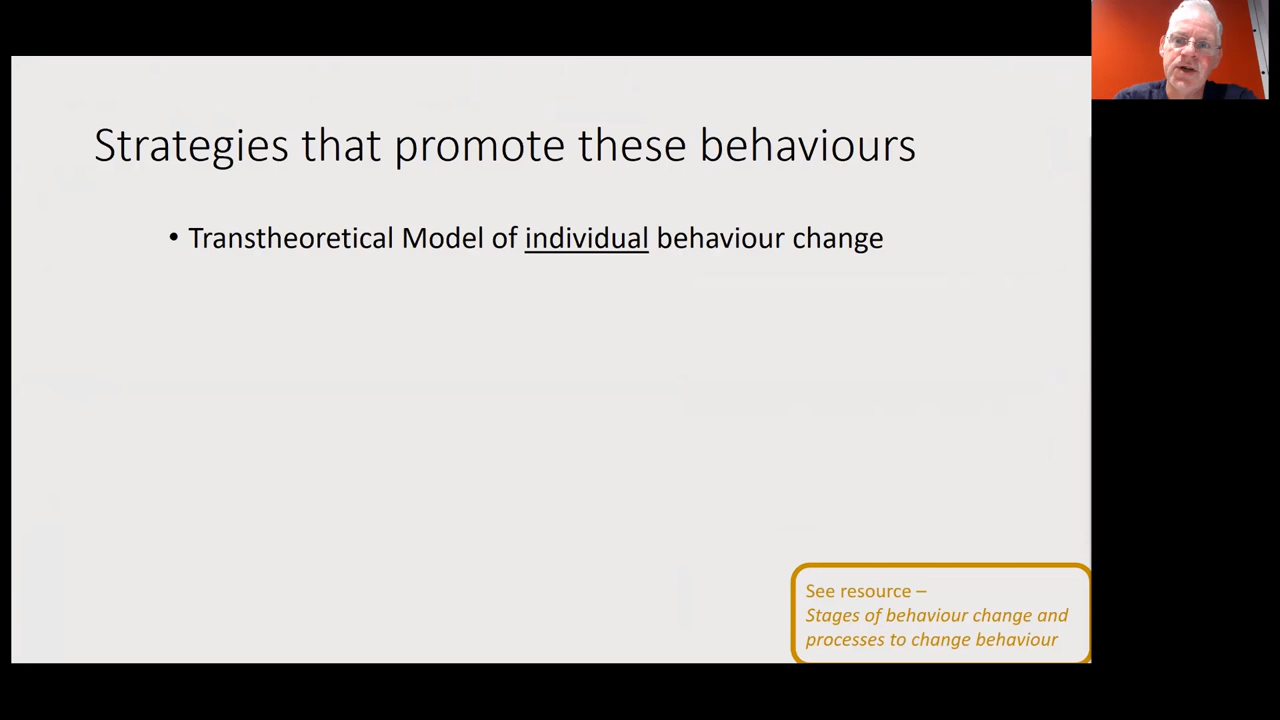 Strategies that promote these behaviours
• Transtheoretical Model of individual behaviour change
See resource –
Stages of behaviour change and
processes to change behaviour